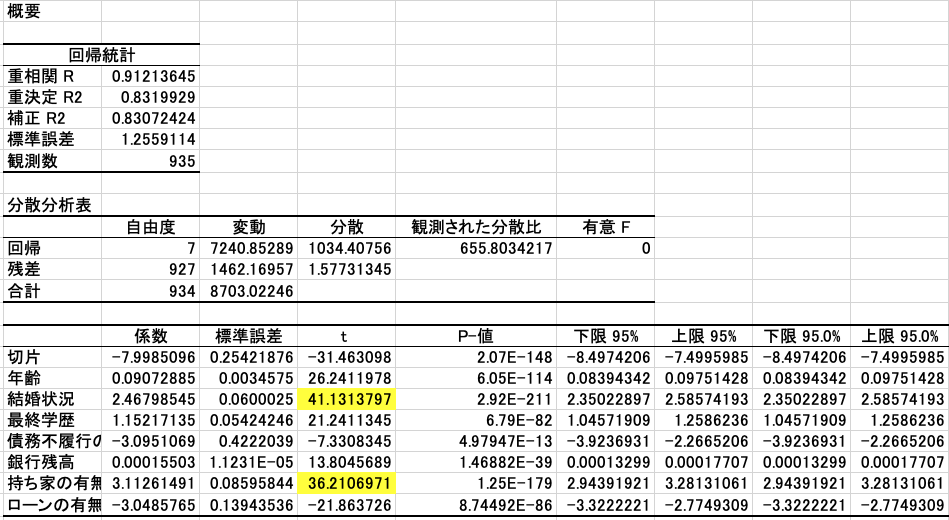 概要
回帰統計
重相関 R 0.91213645
重決定 R2 0.8319929
補正 R2 0.83072424
標準誤差 1.2559114
観測数 935
分散分析表
自由度 変動 分散 観測された分散比 有意 F
回帰 7 7240.85289 1034.40756 655.8034217 0
残差 927 1462.16957 1.57731345
合計 934 8703.02246
係数 標準誤差 t P-値 下限 95% 上限 95% 下限 95.0% 上限 95.0%
切片 -7.9985096 0.25421876 -31.463098 2.07E-148 -8.4974206 -7.4995985 -8.4974206 -7.4995985
年齢 0.09072885 0.0034575 26.2411978 6.05E-114 0.08394342 0.09751428 0.08394342 0.09751428
結婚状況 2.46798545 0.0600025 41.1313797 2.92E-211 2.35022897 2.58574193 2.35022897 2.58574193
最終学歴 1.15217135 0.05424246 21.2411345 6.79E-82 1.04571909 1.2586236 1.04571909 1.2586236
債務不履行の -3.0951069 0.4222039 -7.3308345 4.97947E-13 -3.9236931 -2.2665206 -3.9236931 -2.2665206
銀行残高 0.00015503 1.1231E-05 13.8045689 1.46882E-39 0.00013299 0.00017707 0.00013299 0.00017707
持ち家の有無 3.11261491 0.08595844 36.2106971 1.25E-179 2.94391921 3.28131061 2.94391921 3.28131061
ローンの有無 -3.0485765 0.13943536 -21.863726 8.74492E-86 -3.3222221 -2.7749309 -3.3222221 -2.7749309